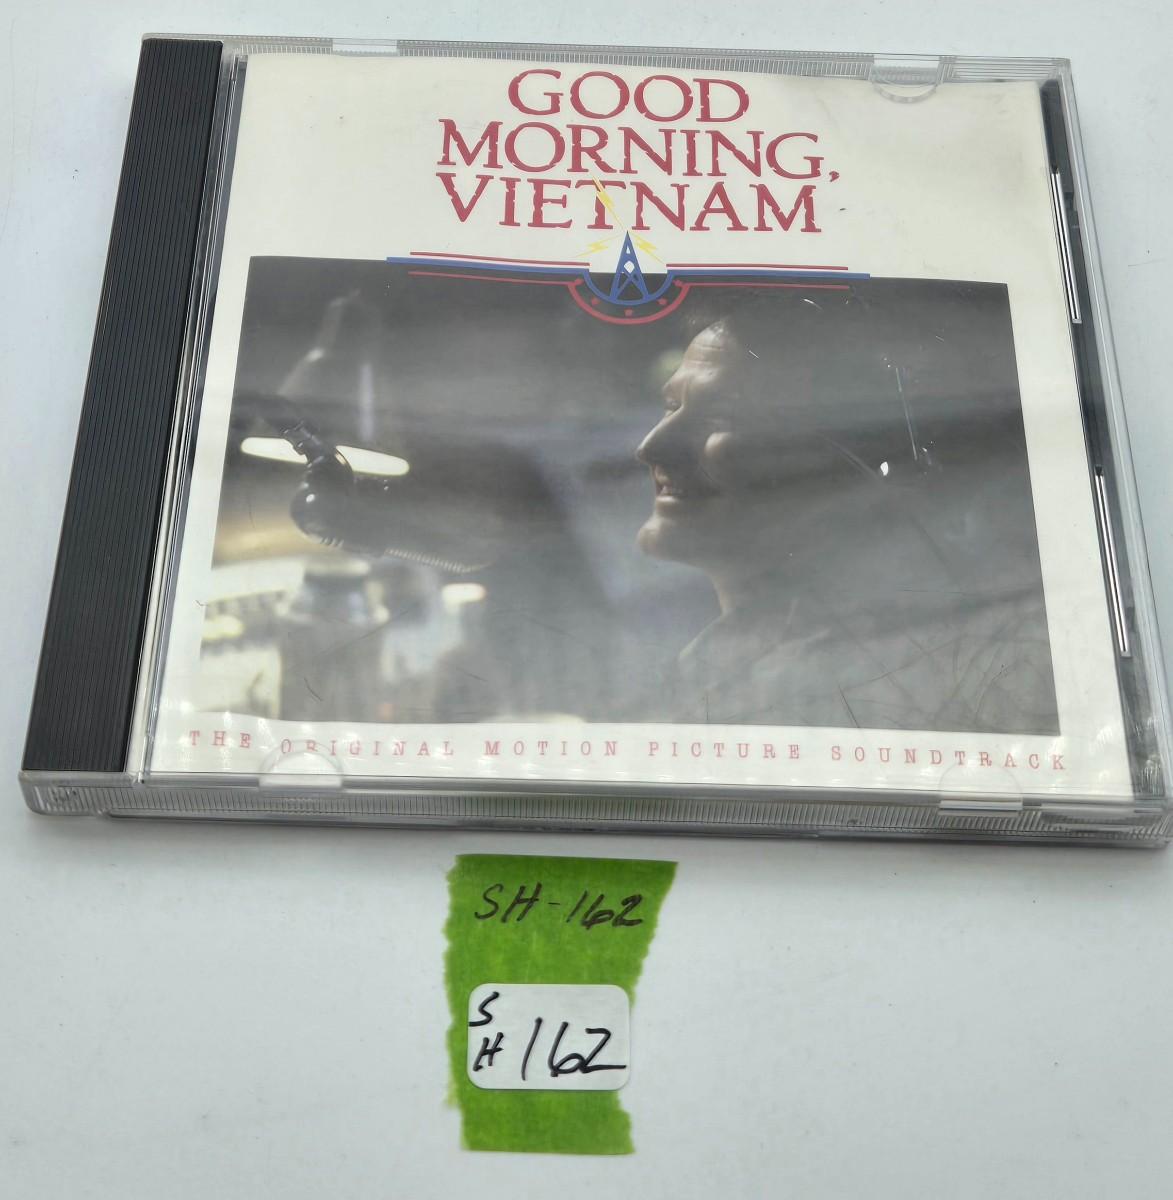 GOOD
MORNING,
VIETNAM
THE ORIGINAL MOTION PICTURE SOUNDTRACK
SH-162
S
H 162